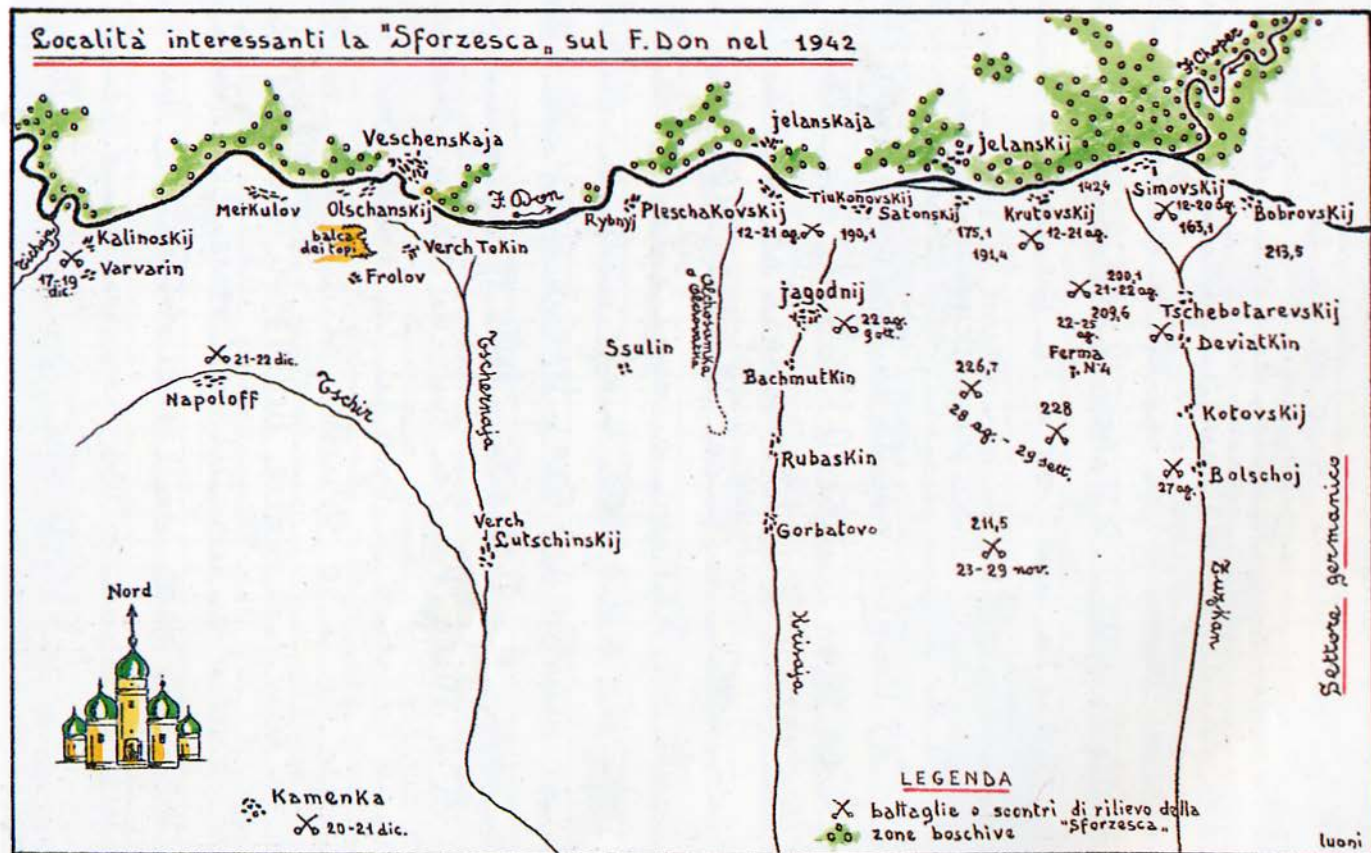 Località interessanti la "Sforzesca„ sul F. Don nel 1942
F. Choper
jelanskaja
jelanskij
Veschenskaja
F. Don
Merkulov
Olschanskij
Rybnyj
Pleschakovskij
Tiukonovskij
Satonskij
Krutovskij
142,4
Simovskij
12-20 ag.
163,1
Bobrovskij
213,5
12-21 ag.
190,1
175,1
191,4
12-21 ag.
Kalinoskij
Varvarin
17-19
dic.
balca
dei topi
Verch Tokin
Frolov
200,1
21-22 ag.
209,6
22-25
ag.
Ferma
Nº4
Tschebotarevskij
Deviatkin
jagodnij
22 ag.
9 sett.
Ssulin
Bachmutkin
21-22 dic.
Napoloff
Tschir
Tschernaja
226,7
28 ag. - 29 sett.
228
Kotovskij
Rubaskin
Bolschoj
27 ag.
Gorbatovo
Verch
Lutschinskij
211,5
23-29 nov.
Krivaja
Zuzkan
Settore germanico
Nord
Kamenka
20-21 dic.
LEGENDA
battaglie o scontri di rilievo della
"Sforzesca„
zone boschive
luoni